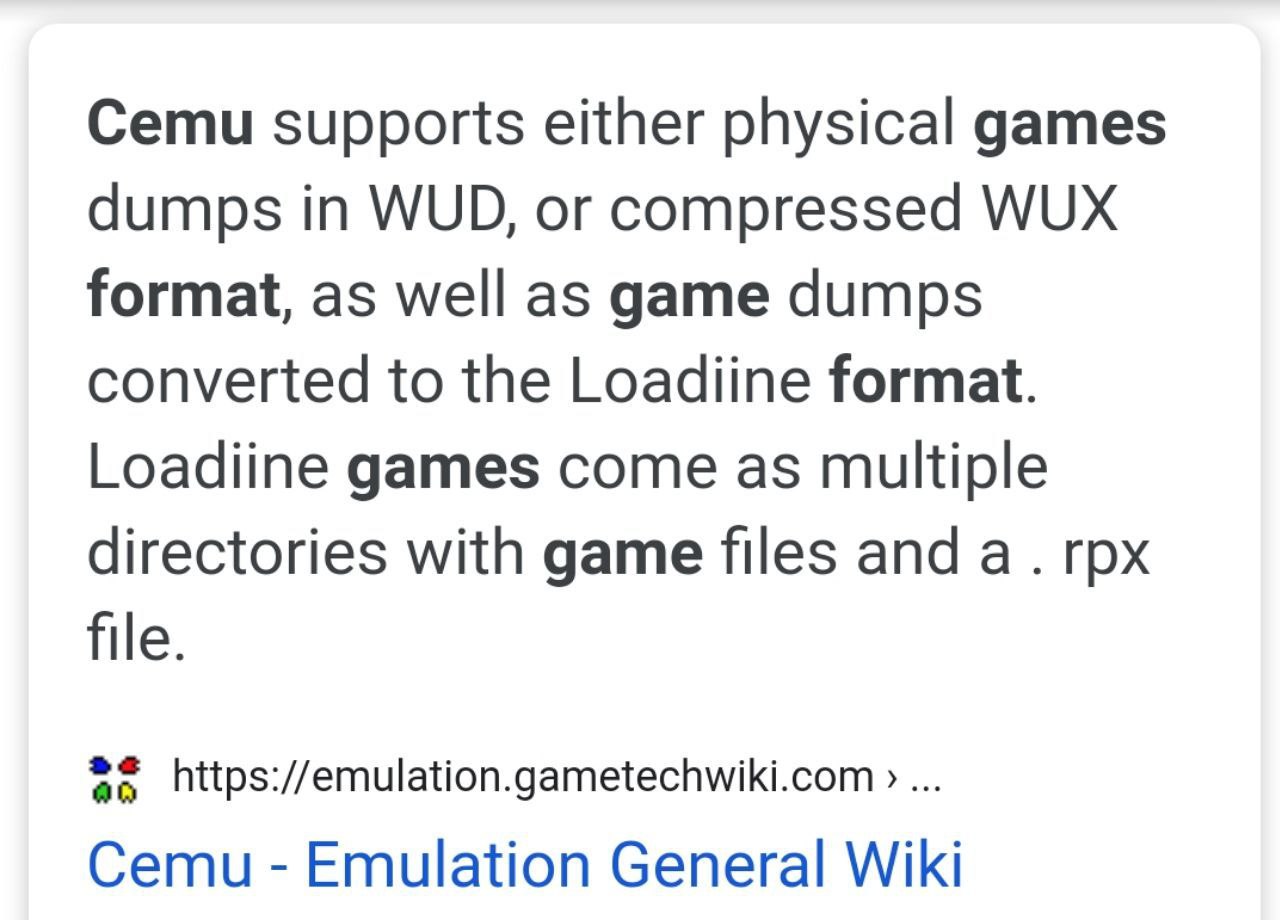 Cemu supports either physical games
dumps in WUD, or compressed WUX
format, as well as game dumps
converted to the Loadiine format.
Loadiine games come as multiple
directories with game files and a . rpx
file.
https://emulation.gametechwiki.com › ...
Cemu - Emulation General Wiki